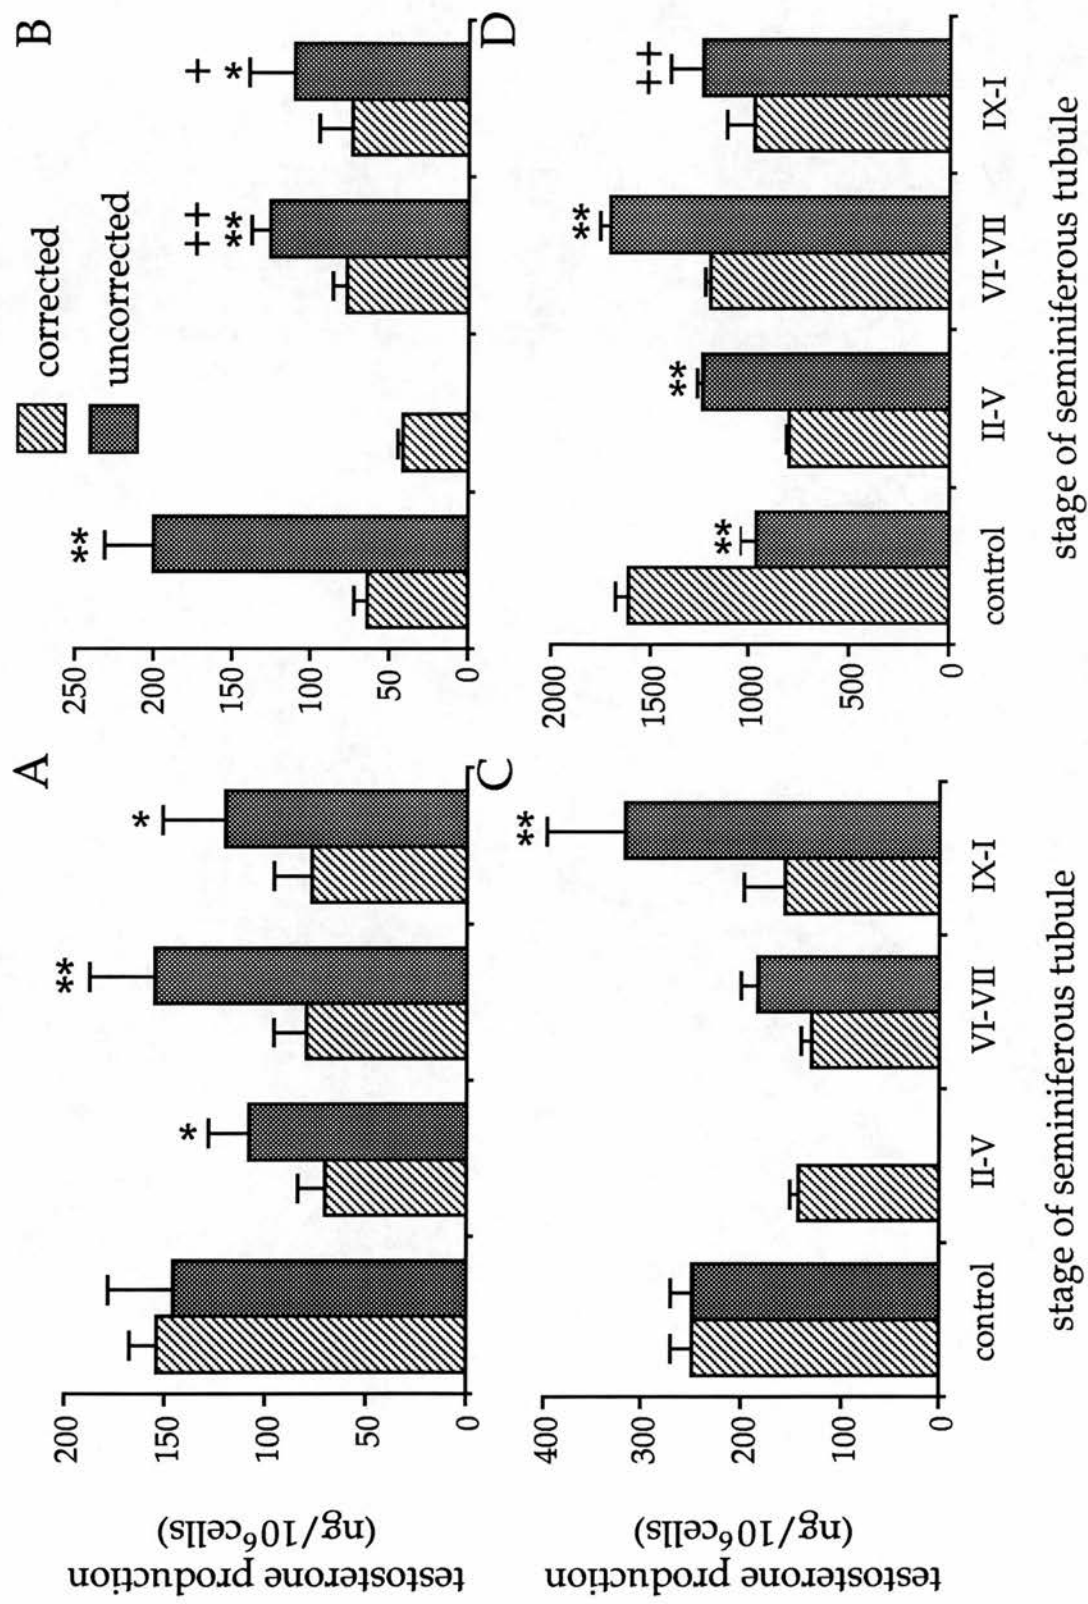 A
testosterone production
(ng/10⁶cells)
200
150
100
50
0
*
**
*
B
corrected
uncorrected
250
200
150
100
50
0
**
++
**
+
*
C
testosterone production
(ng/10⁶cells)
400
300
200
100
0
**
control
II-V
VI-VII
IX-I
stage of seminiferous tubule
D
2000
1500
1000
500
0
**
**
**
++
control
II-V
VI-VII
IX-I
stage of seminiferous tubule